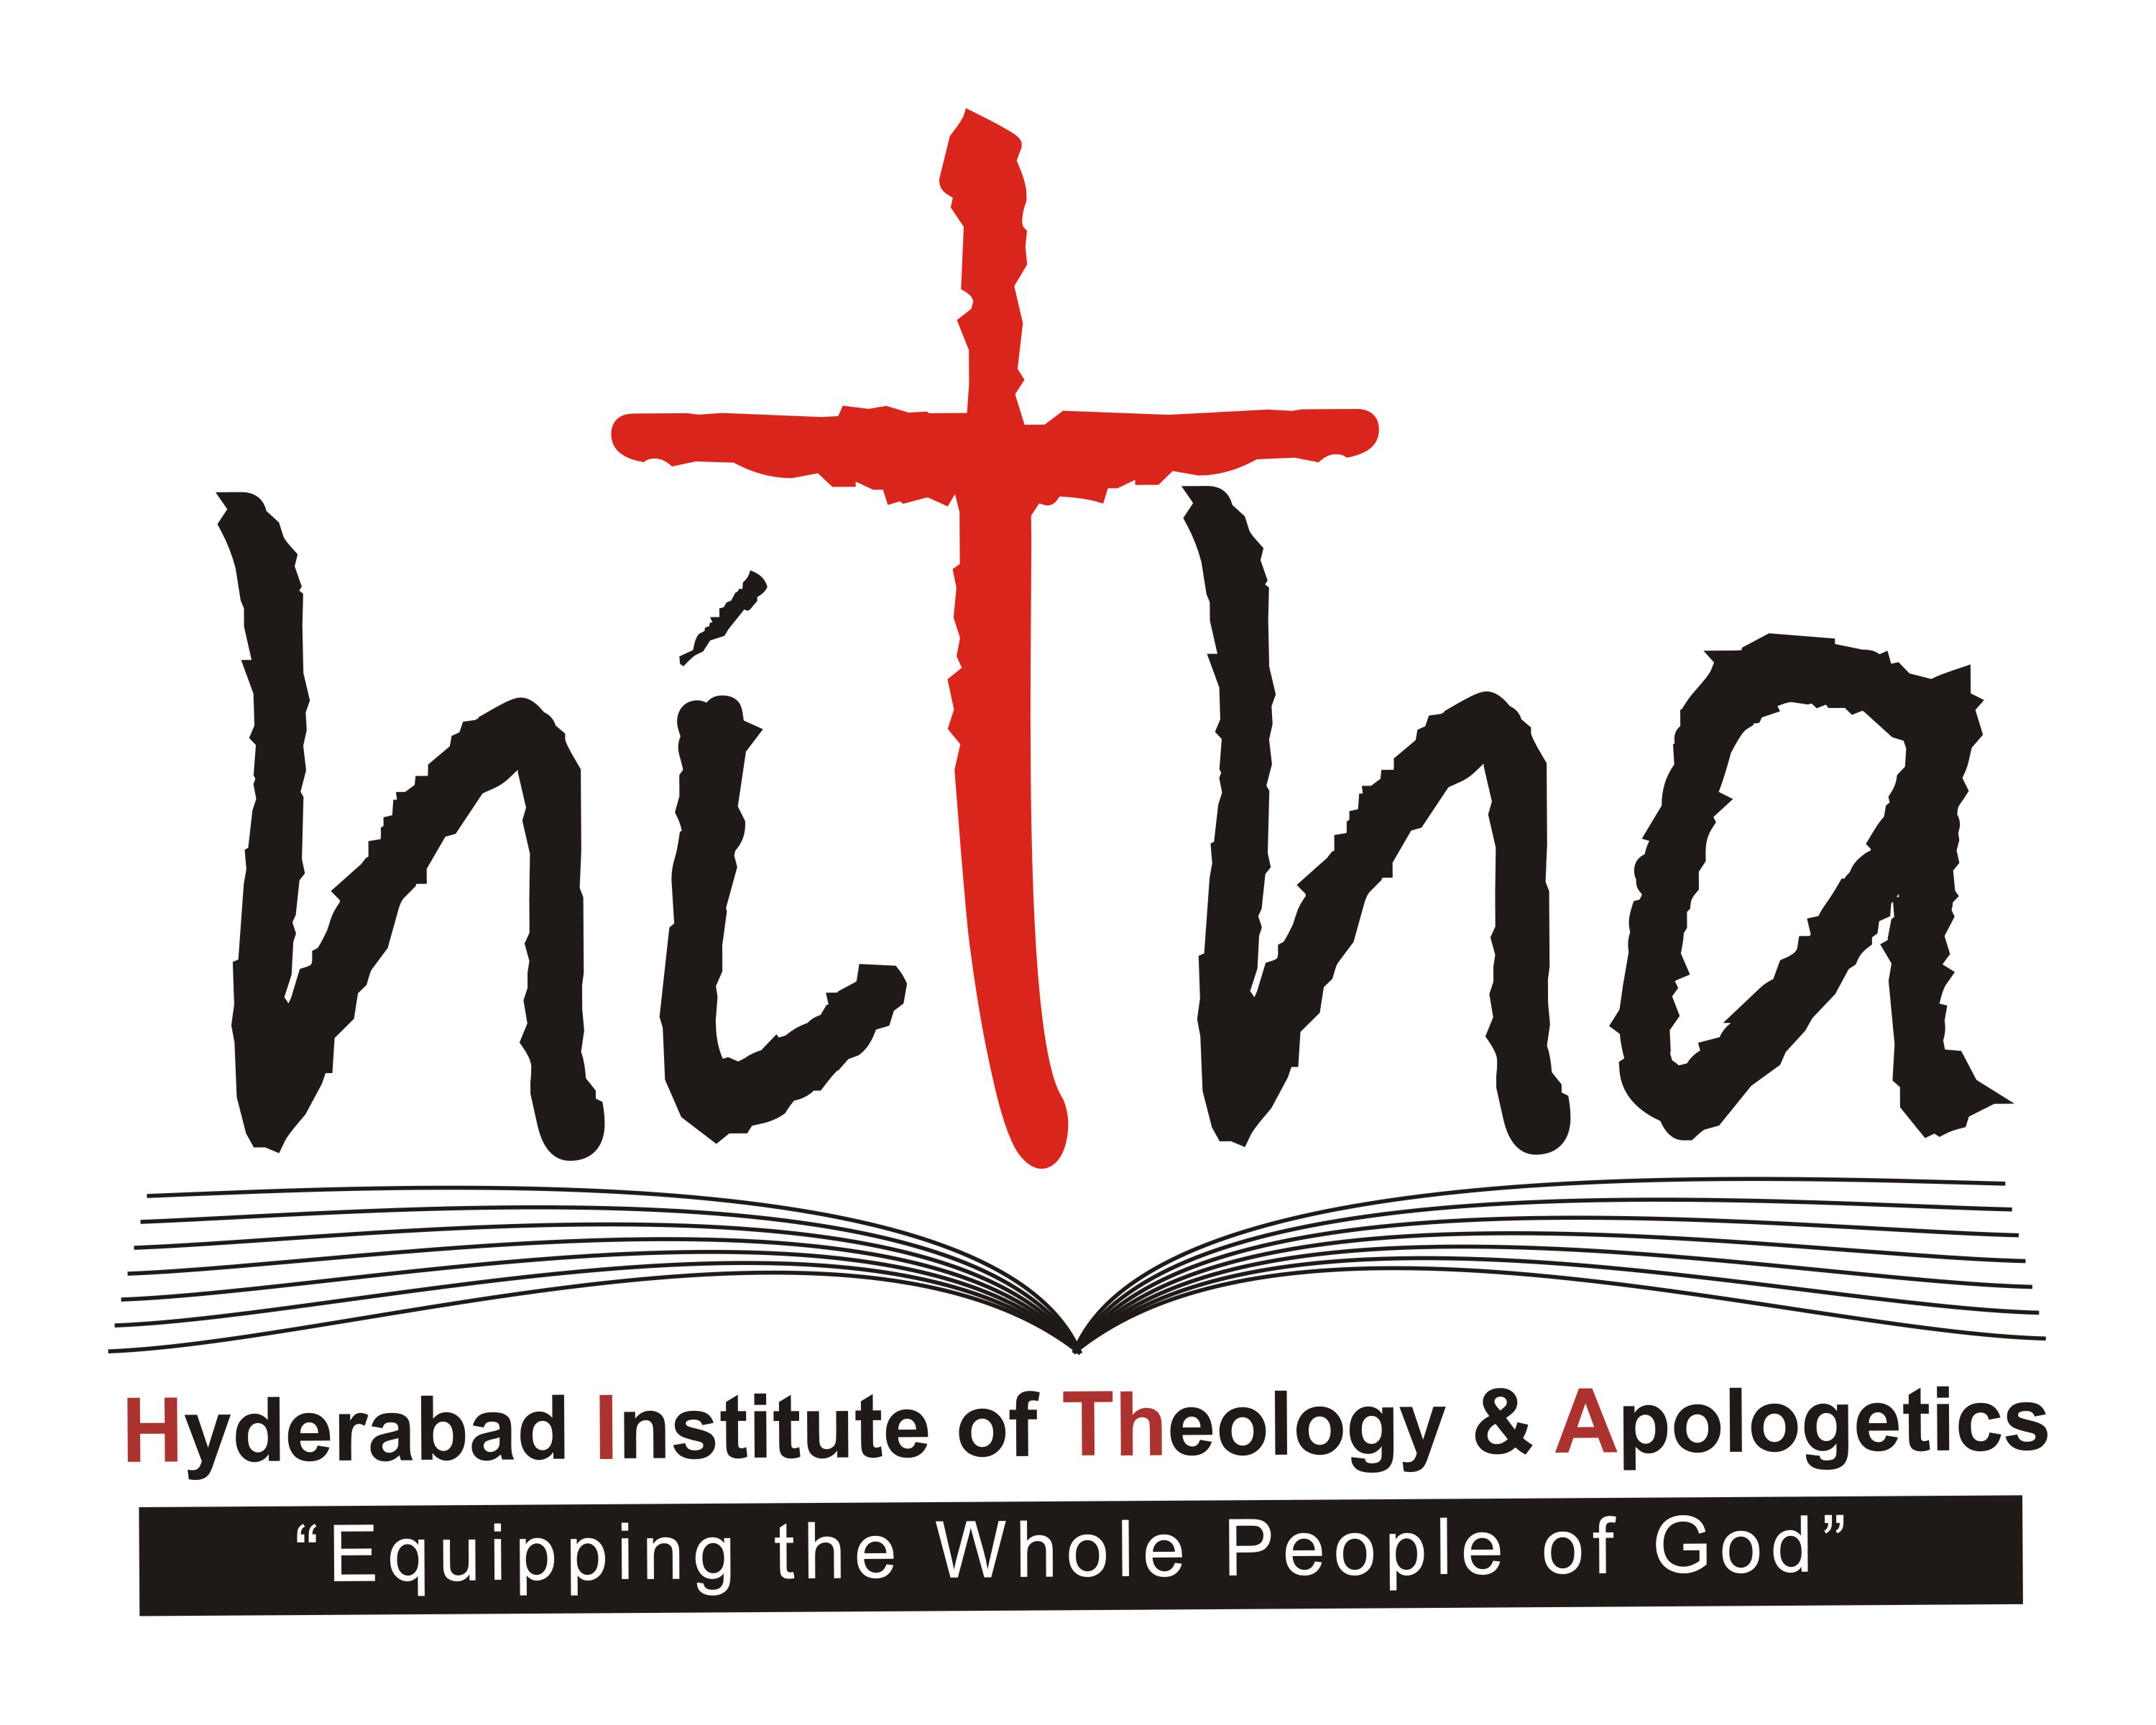 hitha
Hyderabad Institute of Theology & Apologetics
“Equipping the Whole People of God”